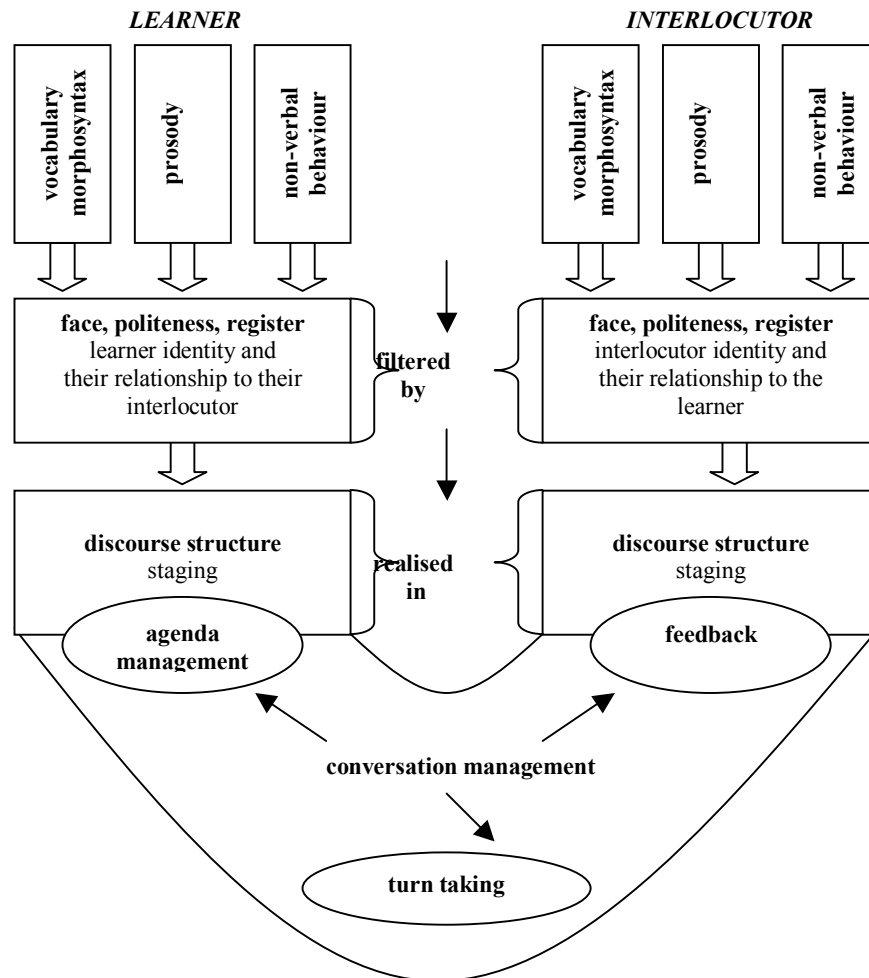 LEARNER
INTERLOCUTOR
vocabulary
morphosyntax
prosody
non-verbal
behaviour
vocabulary
morphosyntax
prosody
non-verbal
behaviour
face, politeness, register
learner identity and
their relationship to their
interlocutor
filtered
by
face, politeness, register
interlocutor identity and
their relationship to the
learner
discourse structure
staging
realised
in
discourse structure
staging
agenda
management
feedback
conversation management
turn taking